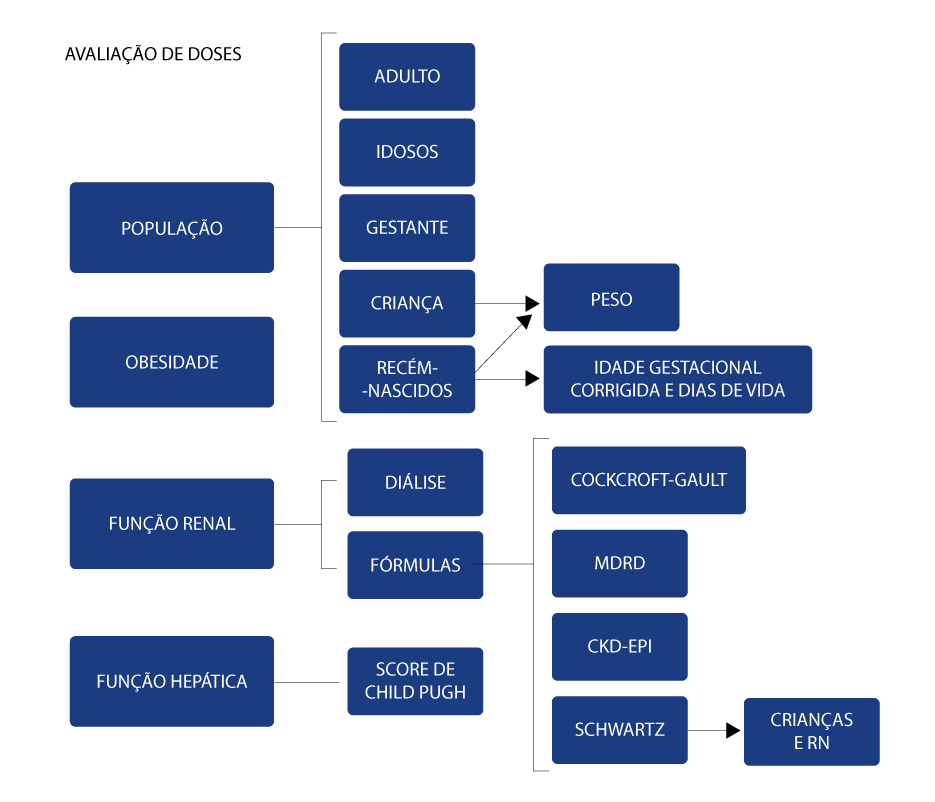 AVALIAÇÃO DE DOSES
POPULAÇÃO
ADULTO
IDOSOS
GESTANTE
CRIANÇA
PESO
RECÉM-
-NASCIDOS
IDADE GESTACIONAL
CORRIGIDA E DIAS DE VIDA
OBESIDADE
FUNÇÃO RENAL
DIÁLISE
FÓRMULAS
COCKCROFT-GAULT
MDRD
CKD-EPI
SCHWARTZ
CRIANÇAS
E RN
FUNÇÃO HEPÁTICA
SCORE DE
CHILD PUGH